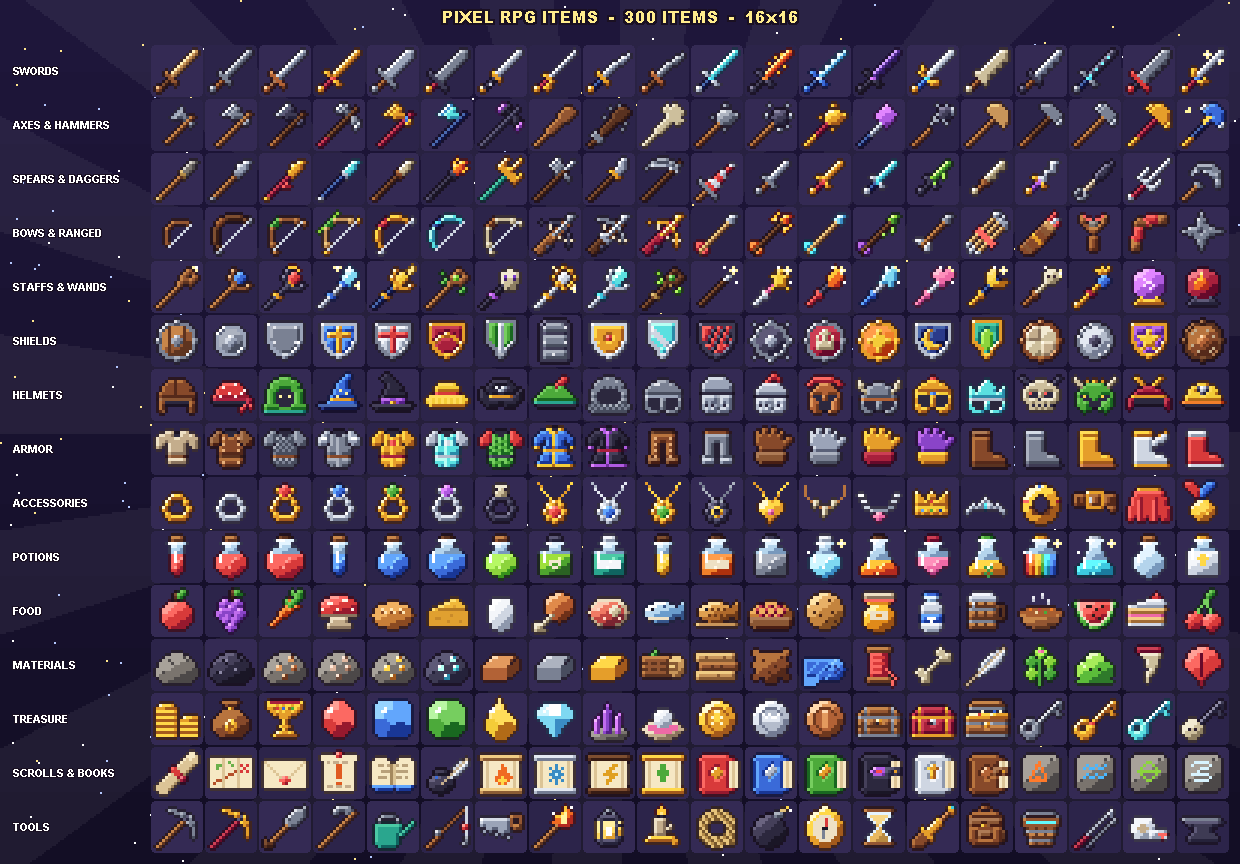 PIXEL RPG ITEMS - 300 ITEMS - 16x16
SWORDS
AXES & HAMMERS
SPEARS & DAGGERS
BOWS & RANGED
STAFFS & WANDS
SHIELDS
HELMETS
ARMOR
ACCESSORIES
POTIONS
FOOD
MATERIALS
TREASURE
SCROLLS & BOOKS
TOOLS